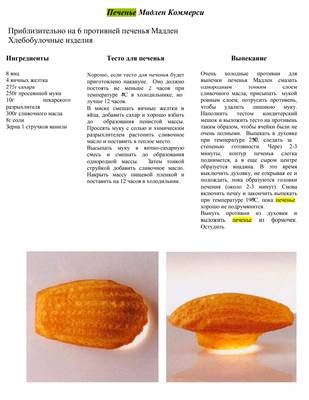 Печенье Мадлен Коммерси
Приблизительно на 6 противней печенья Мадлен
Хлебобулочные изделия
Ингредиенты
8 яиц
4 яичных желтка
275г сахара
250г просеянной муки
10г пекарского
разрыхлителя
300г сливочного масла
8г соли
Зерна 1 стручков ванили
Тесто для печенья
Хорошо, если тесто для печенья будет
приготовлено накануне. Оно должно
постоять не меньше 2 часов при
температуре 4С в холодильнике, но
лучше 12 часов.
В миске смешать яичные желтки и
яйца, добавить сахар и хорошо взбить
до образования пенистой массы.
Просеять муку с солью и химическим
разрыхлителем растопить сливочное
масло и поставить в теплое место.
Высыпать муку в яично-сахарную
смесь и смешать до образования
однородной массы. Затем тонкой
струйкой добавить сливочное масло.
Накрыть массу пищевой пленкой и
поставить на 12 часов в холодильник.
Выпекание
Очень холодные противни для
выпечки печенья Мадлен смазать
однородным тонким слоем
сливочного масла, присыпать мукой
ровным слоем, потрусить противень,
чтобы удалить лишнюю муку.
Наполнить тестом кондитерский
мешок и выложить тесто на противень
таким образом, чтобы ячейки были не
очень полными. Выпекать в духовке
при температуре 230, следить за
степенью готовности. Через 2-3
минуты, контур печенья слегка
поднимается, а в еще сыром центре
образуется впадина. В это время
выключить духовку, не открывая ее и
подождать, пока образуются головки
печенья (около 2-3 минут). Снова
включить печку и закончить выпекать
при температуре 190С, пока печенье
хорошо не подрумянится.
Вынуть противни из духовки и
выложить печенье из формочек.
Остудить.